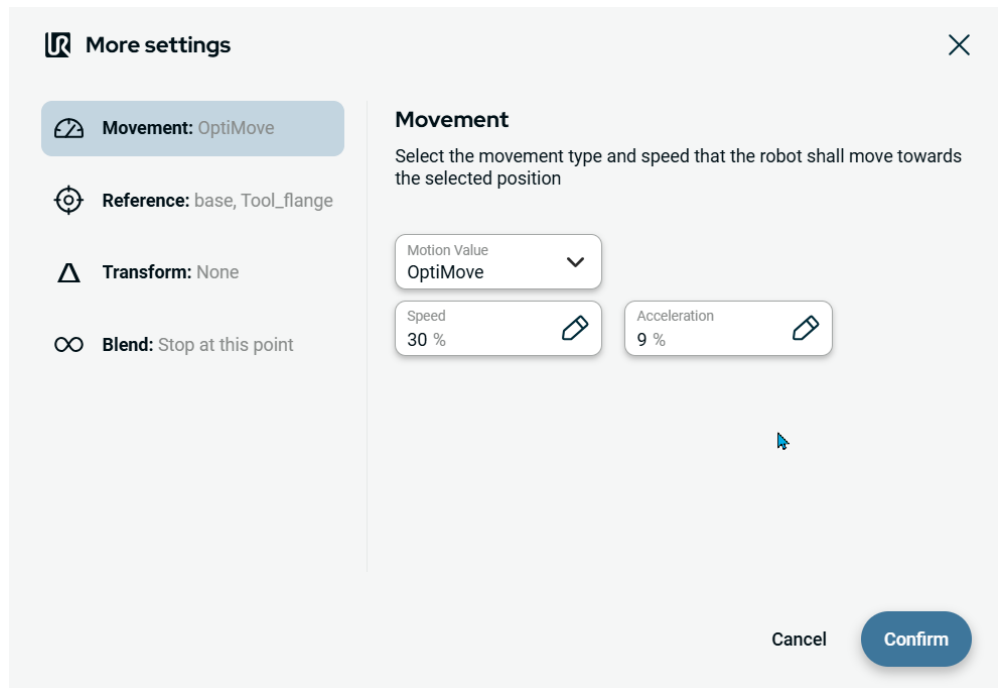 More settings
Movement: OptiMove
Reference: base, Tool_flange
Transform: None
Blend: Stop at this point
Movement
Select the movement type and speed that the robot shall move towards
the selected position
Motion Value
OptiMove
Speed
30 %
Acceleration
9 %
Cancel
Confirm